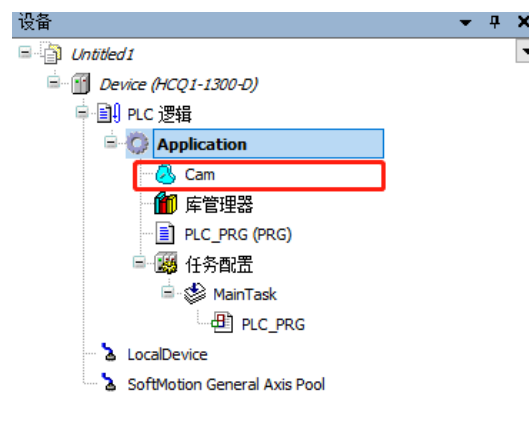 设备
Untitled1
Device (HCQ1-1300-D)
PLC 逻辑
Application
Cam
库管理器
PLC_PRG (PRG)
任务配置
MainTask
PLC_PRG
LocalDevice
SoftMotion General Axis Pool